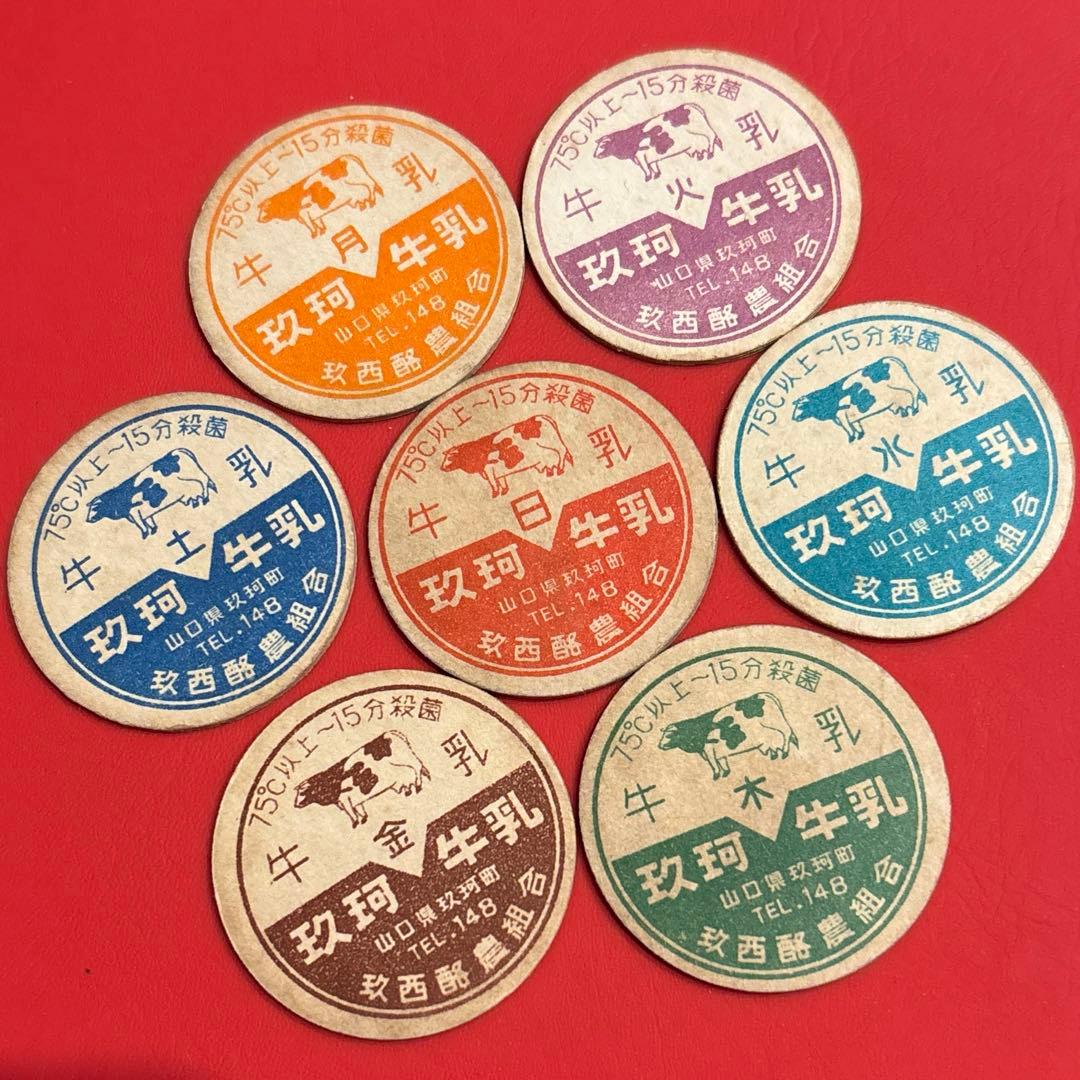 75℃以上~15分殺菌
牛 乳
月
玖珂 牛乳
山口県玖珂町
TEL.148
玖西酪農組合
75℃以上~15分殺菌
牛 乳
火
玖珂 牛乳
山口県玖珂町
TEL.148
玖西酪農組合
75℃以上~15分殺菌
牛 乳
土
玖珂 牛乳
山口県玖珂町
TEL.148
玖西酪農組合
75℃以上~15分殺菌
牛 乳
日
玖珂 牛乳
山口県玖珂町
TEL.148
玖西酪農組合
75℃以上~15分殺菌
牛 乳
水
玖珂 牛乳
山口県玖珂町
TEL.148
玖西酪農組合
75℃以上~15分殺菌
牛 乳
金
玖珂 牛乳
山口県玖珂町
TEL.148
玖西酪農組合
75℃以上~15分殺菌
牛 乳
木
玖珂 牛乳
山口県玖珂町
TEL.148
玖西酪農組合